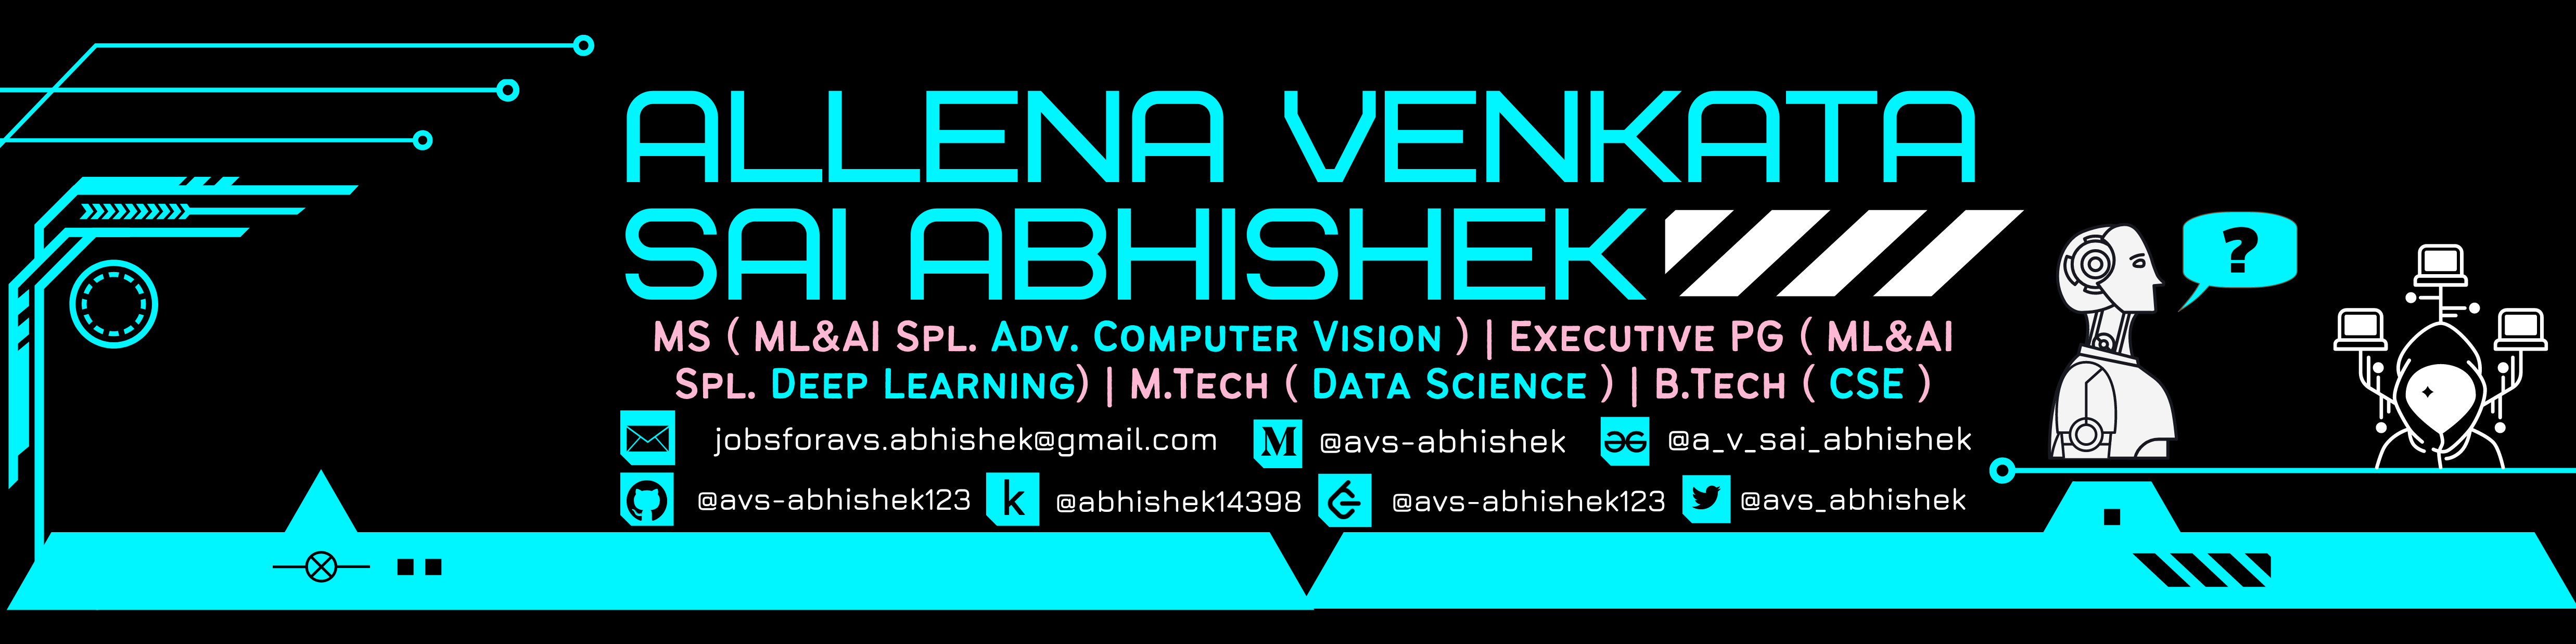 ALLENA VENKATA
SAI ABHISHEK
?
MS ( ML&AI SPL. ADV. COMPUTER VISION ) | EXECUTIVE PG ( ML&AI
SPL. DEEP LEARNING) | M.TECH ( DATA SCIENCE ) | B.TECH ( CSE )
jobsforavs.abhishek@gmail.com M @avs-abhishek @a_v_sai_abhishek
@avs-abhishek123 k @abhishek14398 @avs-abhishek123 @avs_abhishek